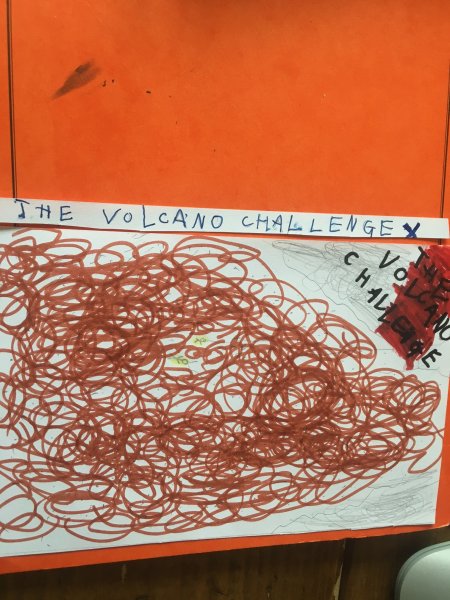 THE VOLCANO CHALLENGE X
THE
VOLCANO
CHALLENGE